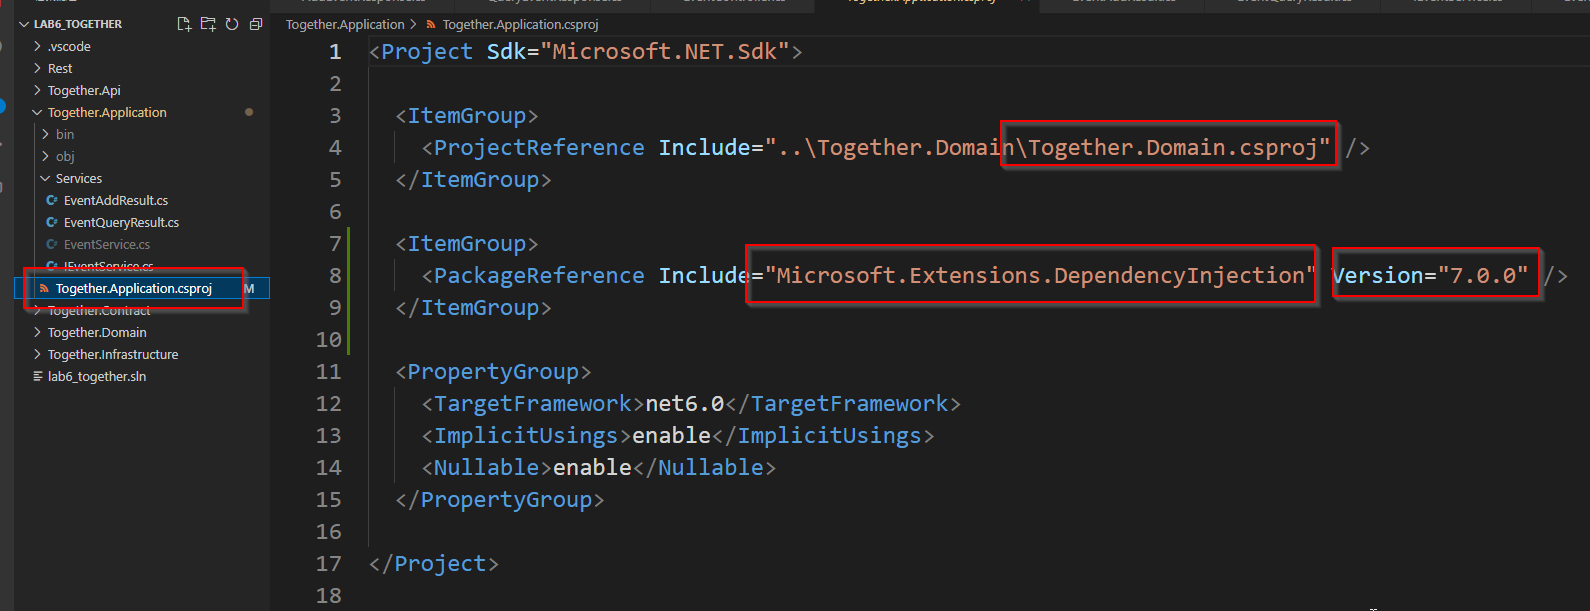 LAB6_TOGETHER
.vscode
Rest
Together.Api
Together.Application
bin
obj
Services
EventAddResult.cs
EventQueryResult.cs
EventService.cs
IEventService.cs
Together.Application.csproj M
Together.Contract
Together.Domain
Together.Infrastructure
lab6_together.sln
Together.Application > Together.Application.csproj
1 <Project Sdk="Microsoft.NET.Sdk">
2
3 <ItemGroup>
4 <ProjectReference Include="..\Together.Domain\Together.Domain.csproj" />
5 </ItemGroup>
6
7 <ItemGroup>
8 <PackageReference Include="Microsoft.Extensions.DependencyInjection" Version="7.0.0" />
9 </ItemGroup>
10
11 <PropertyGroup>
12 <TargetFramework>net6.0</TargetFramework>
13 <ImplicitUsings>enable</ImplicitUsings>
14 <Nullable>enable</Nullable>
15 </PropertyGroup>
16
17 </Project>
18